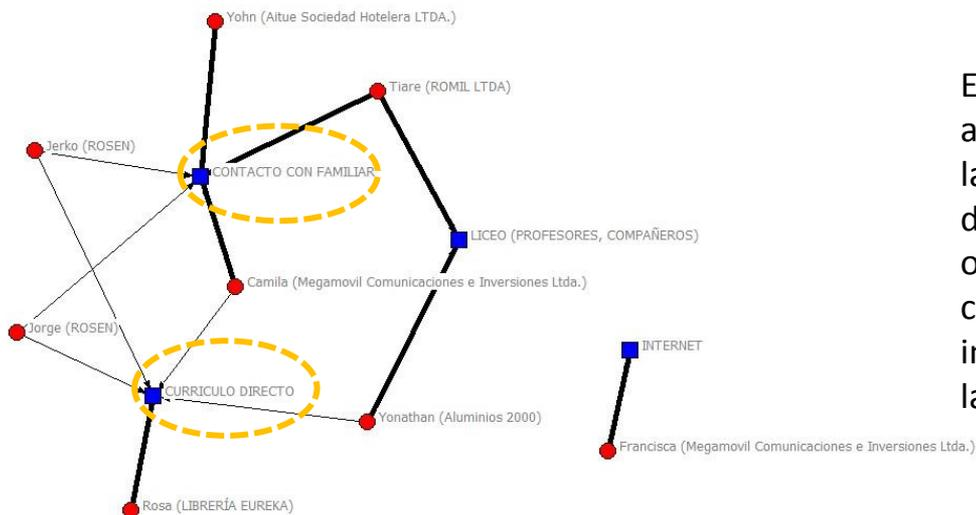 Yohn (Aitue Sociedad Hotelera LTDA.)
Tiare (ROMIL LTDA)
Jerko (ROSEN)
CONTACTO CON FAMILIAR
LICEO (PROFESORES, COMPAÑEROS)
Camila (Megamovil Comunicaciones e Inversiones Ltda.)
Jorge (ROSEN)
INTERNET
CURRICULO DIRECTO
Yonathan (Aluminios 2000)
Francisca (Megamovil Comunicaciones e Inversiones Ltda.)
Rosa (LIBRERÍA EUREKA)